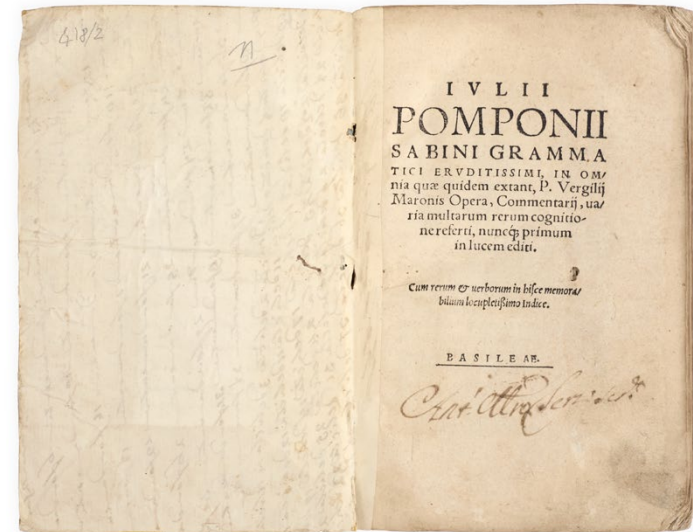 418/2
n
IVLII
POMPONII
SABINI GRAMMA
TICI ERVDITISSIMI, IN OM/
nia quæ quidem extant, P. Vergilij
Maronis Opera, Commentarij, ua/
ria multarum rerum cognitio-
ne referti, nuncq́; primum
in lucem editi.
Cum rerum & uerborum in hisce memora/
bilium locupletißimo Indice.
BASILEAE.